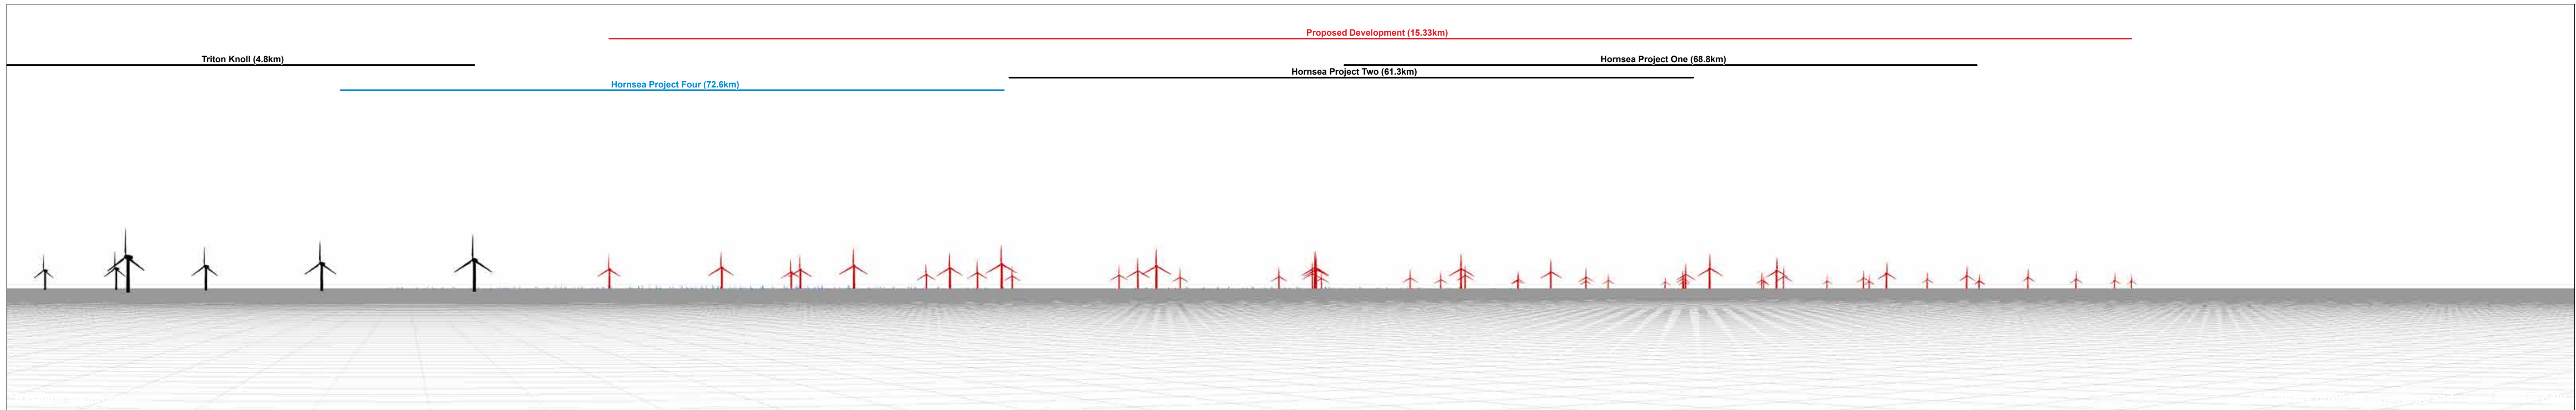 Proposed Development (15.33km)
Triton Knoll (4.8km)
Hornsea Project One (68.8km)
Hornsea Project Two (61.3km)
Hornsea Project Four (72.6km)